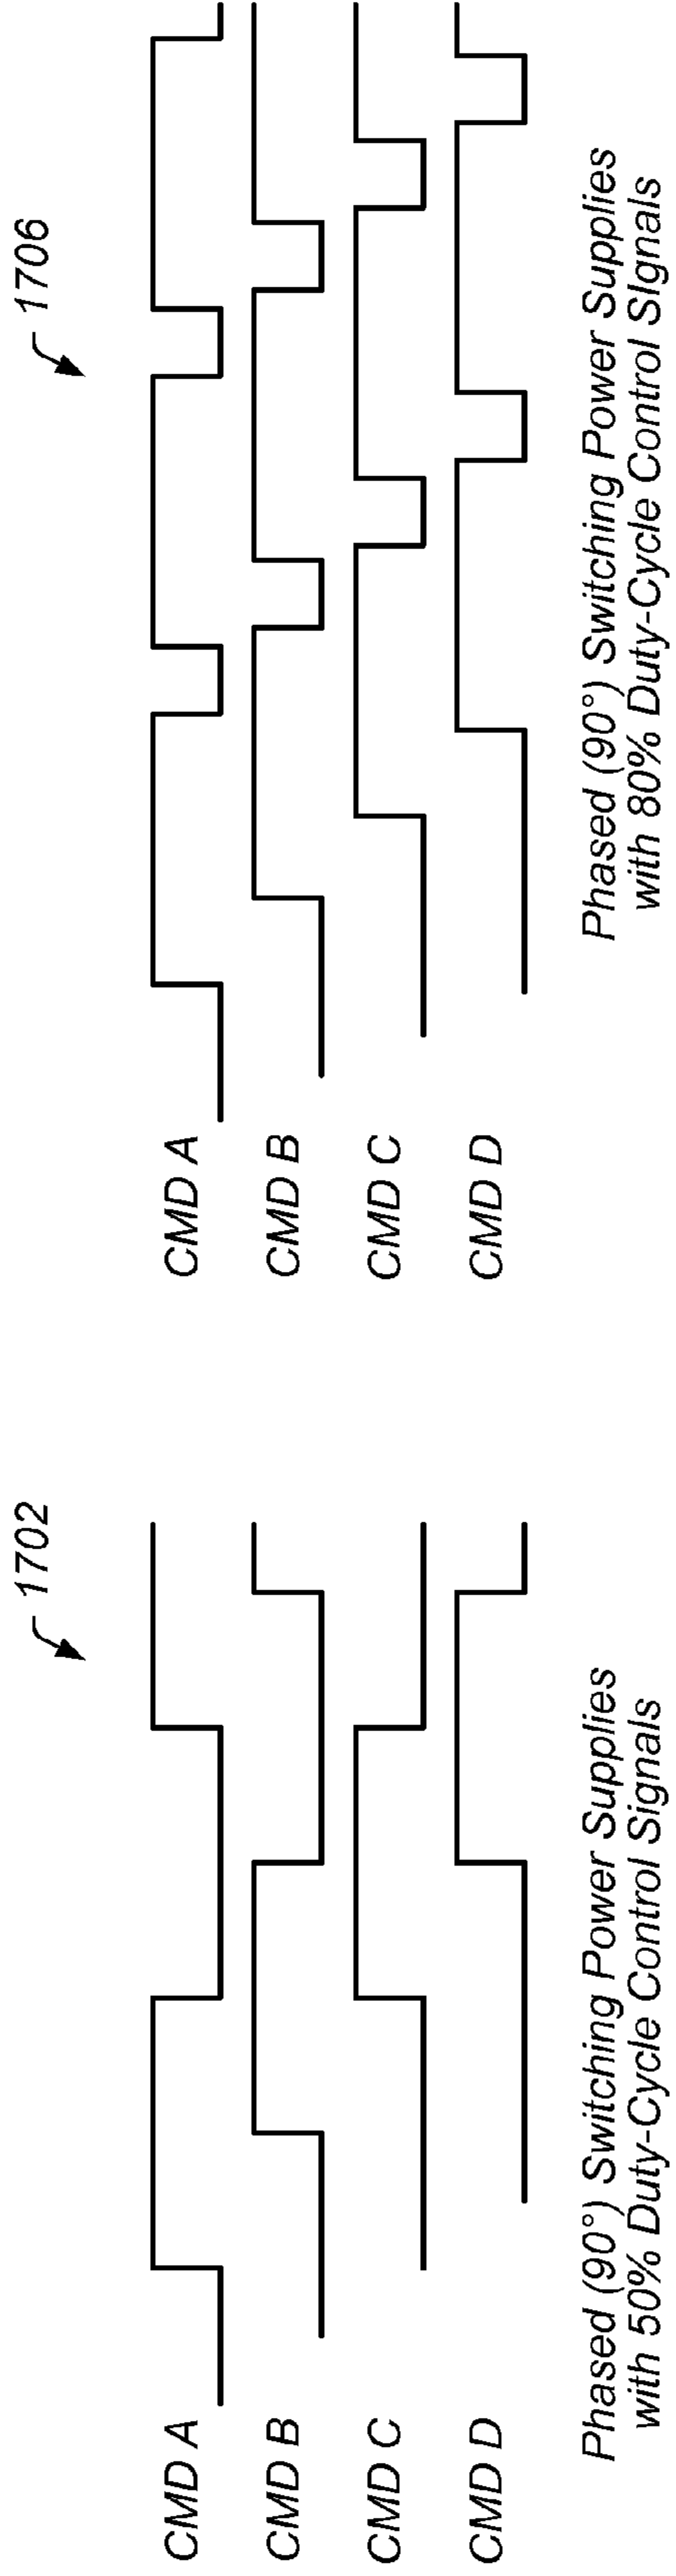 1702
CMD A
CMD B
CMD C
CMD D
Phased (90°) Switching Power Supplies
with 50% Duty-Cycle Control Signals
1706
CMD A
CMD B
CMD C
CMD D
Phased (90°) Switching Power Supplies
with 80% Duty-Cycle Control SIgnals